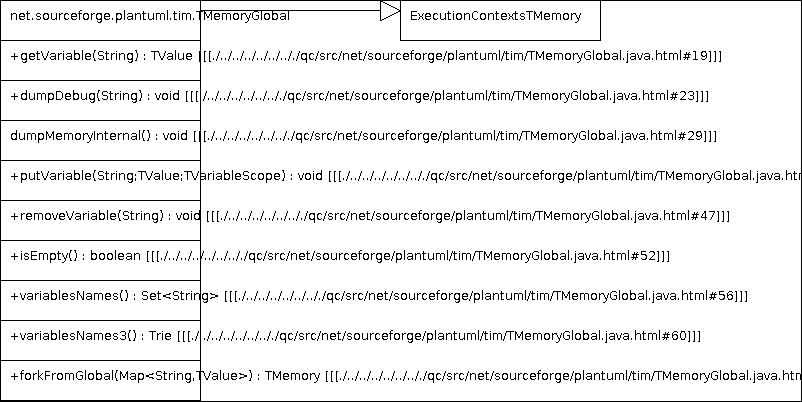 net.sourceforge.plantuml.tim.TMemoryGlobal
ExecutionContextsTMemory
+getVariable(String) : TValue [[[./../../../../../../../qc/src/net/sourceforge/plantuml/tim/TMemoryGlobal.java.html#19]]]
+dumpDebug(String) : void [[[./../../../../../../../qc/src/net/sourceforge/plantuml/tim/TMemoryGlobal.java.html#23]]]
dumpMemoryInternal() : void [[[./../../../../../../../qc/src/net/sourceforge/plantuml/tim/TMemoryGlobal.java.html#29]]]
+putVariable(String;TValue;TVariableScope) : void [[[./../../../../../../../qc/src/net/sourceforge/plantuml/tim/TMemoryGlobal.java.htm
+removeVariable(String) : void [[[./../../../../../../../qc/src/net/sourceforge/plantuml/tim/TMemoryGlobal.java.html#47]]]
+isEmpty() : boolean [[[./../../../../../../../qc/src/net/sourceforge/plantuml/tim/TMemoryGlobal.java.html#52]]]
+variablesNames() : Set<String> [[[./../../../../../../../qc/src/net/sourceforge/plantuml/tim/TMemoryGlobal.java.html#56]]]
+variablesNames3() : Trie [[[./../../../../../../../qc/src/net/sourceforge/plantuml/tim/TMemoryGlobal.java.html#60]]]
+forkFromGlobal(Map<String,TValue>) : TMemory [[[./../../../../../../../qc/src/net/sourceforge/plantuml/tim/TMemoryGlobal.java.htm